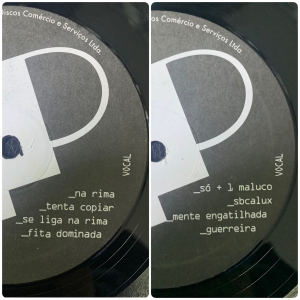 iscos Comércio e Serviços Ltda.
VOCAL
_na rima
_tenta copiar
_se liga na rima
_fita dominada
iscos Comércio e Serviços Ltda.
VOCAL
_só + 1 maluco
_sbcalux
_mente engatilhada
_guerreira